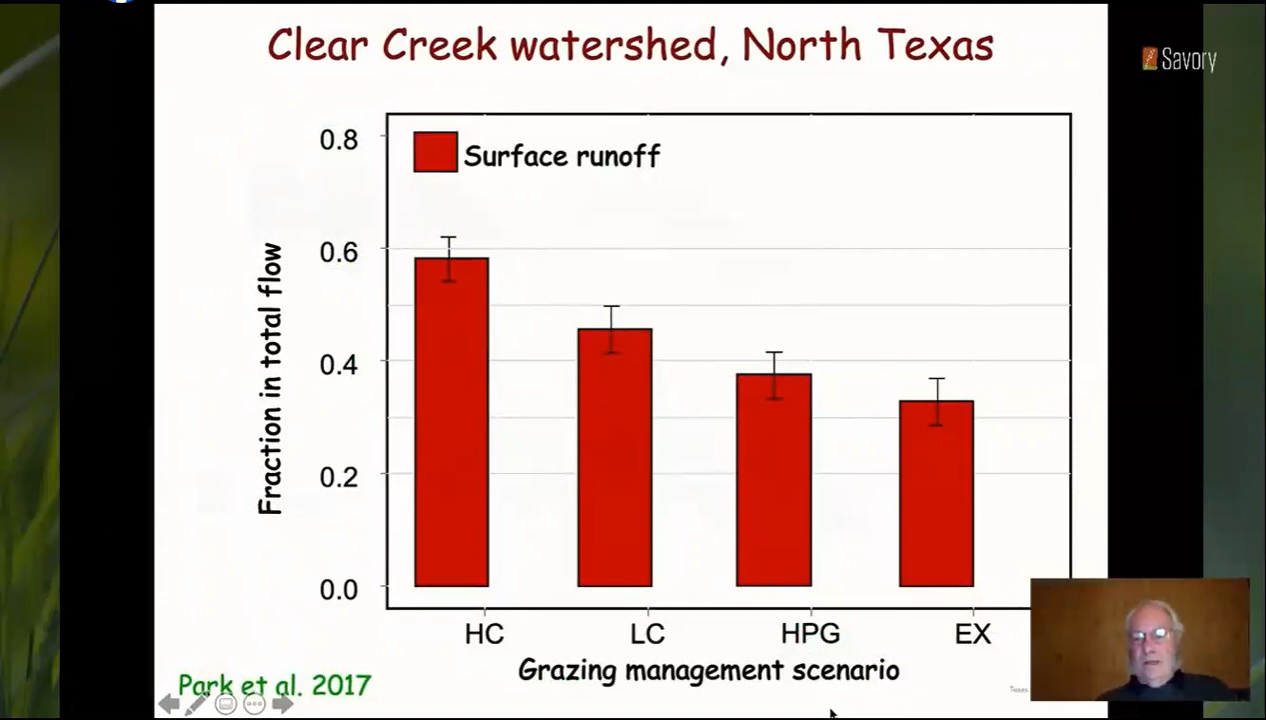 Clear Creek watershed, North Texas
Savory
0.8
Surface runoff
0.6
0.4
0.2
0.0
Fraction in total flow
HC LC HPG EX
Grazing management scenario
Park et al. 2017
Texas